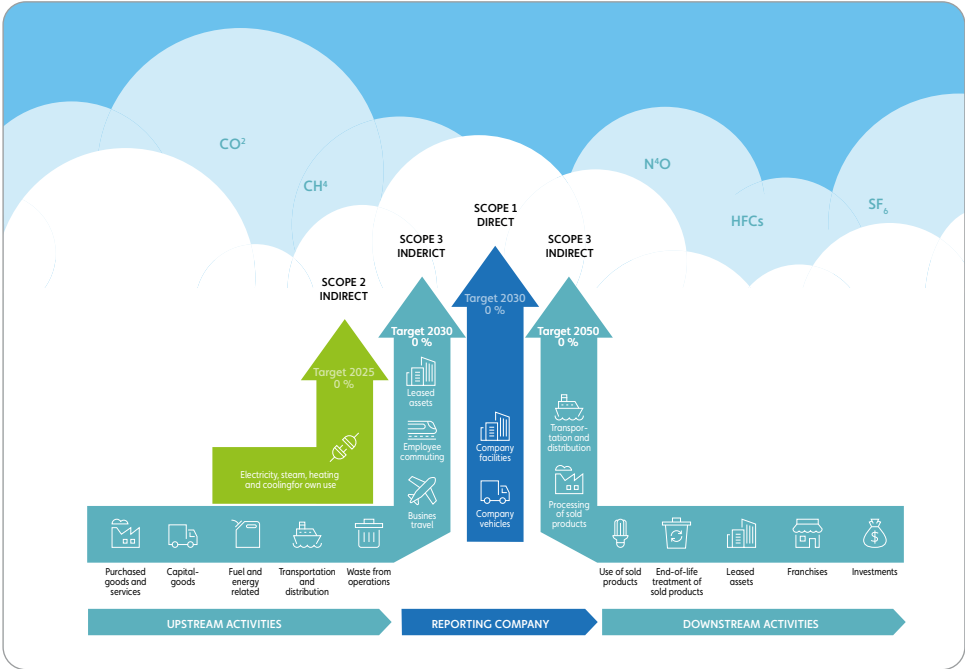 CO²
CH⁴
N⁴O
HFCs
SF₆
SCOPE 1
DIRECT
SCOPE 3
INDERICT
SCOPE 3
INDERECT
SCOPE 2
INDIRECT
Target 2030
0 %
Target 2030
0 %
Target 2050
0 %
Target 2025
0 %
Leased
assets
Employee
commuting
Busines
travel
Company
facilities
Company
vehicles
Transpor-
tation and
distribution
Processing
of sold
products
Electricity, steam, heating
and coolingfor own use
Purchased
goods and
services
Capital-
goods
Fuel and
energy
related
Transportation
and
distribution
Waste from
operations
Use of sold
products
End-of-life
treatment of
sold products
Leased
assets
Franchises
Investments
UPSTREAM ACTIVITIES
REPORTING COMPANY
DOWNSTREAM ACTIVITIES